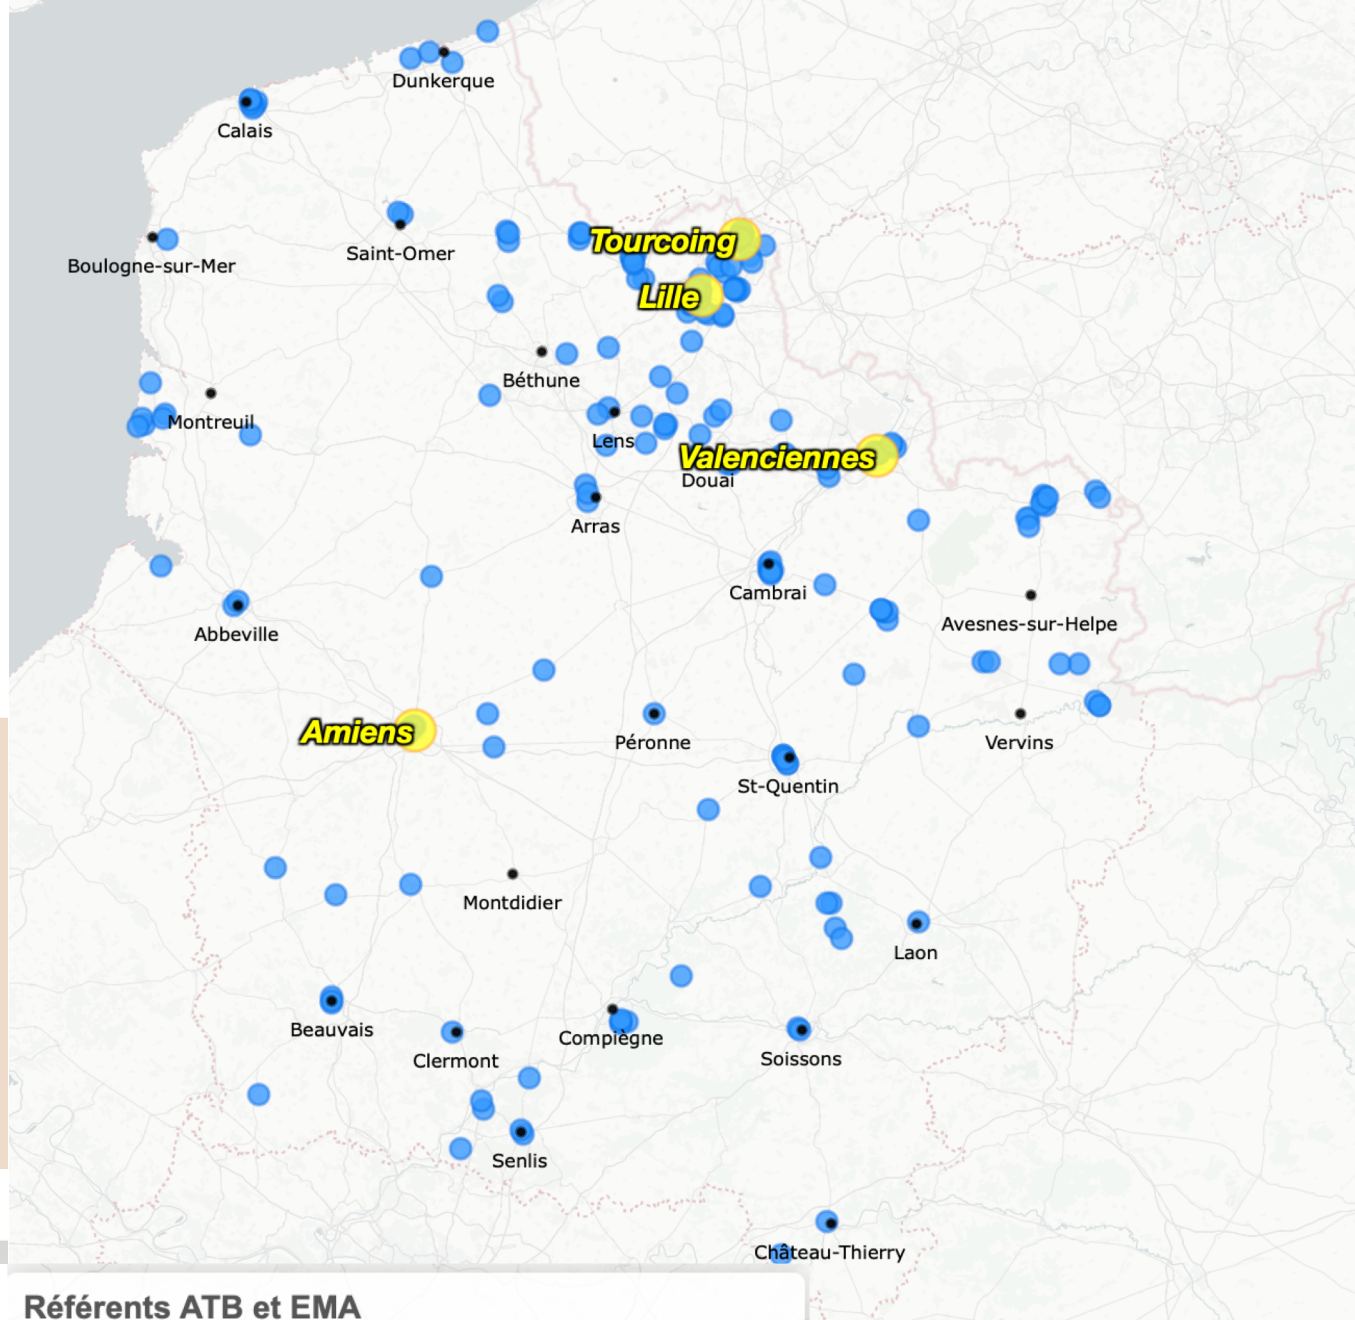 Dunkerque
Calais
Tourcoing
Saint-Omer
Boulogne-sur-Mer
Lille
Béthune
Montreuil
Lens
Valenciennes
Douai
Arras
Cambrai
Avesnes-sur-Helpe
Abbeville
Amiens
Péronne
Vervins
St-Quentin
Montdidier
Laon
Beauvais
Compiègne
Clermont
Soissons
Senlis
Château-Thierry
Référents ATB et EMA